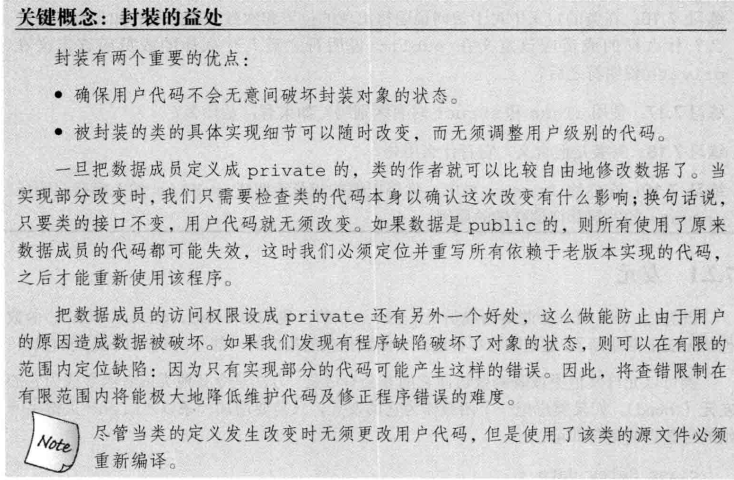 关键概念：封装的益处
封装有两个重要的优点：
● 确保用户代码不会无意间破坏封装对象的状态。
● 被封装的类的具体实现细节可以随时改变，而无须调整用户级别的代码。
一旦把数据成员定义成 private 的，类的作者就可以比较自由地修改数据了。当
实现部分改变时，我们只需要检查类的代码本身以确认这次改变有什么影响；换句话说，
只要类的接口不变，用户代码就无须改变。如果数据是 public 的，则所有使用了原来
数据成员的代码都可能失效，这时我们必须定位并重写所有依赖于老版本实现的代码，
之后才能重新使用该程序。
把数据成员的访问权限设成 private 还有另外一个好处，这么做能防止由于用户
的原因造成数据被破坏。如果我们发现有程序缺陷破坏了对象的状态，则可以在有限的
范围内定位缺陷：因为只有实现部分的代码可能产生这样的错误。因此，将查错限制在
有限范围内将能极大地降低维护代码及修正程序错误的难度。
Note 尽管当类的定义发生改变时无须更改用户代码，但是使用了该类的源文件必须
重新编译。